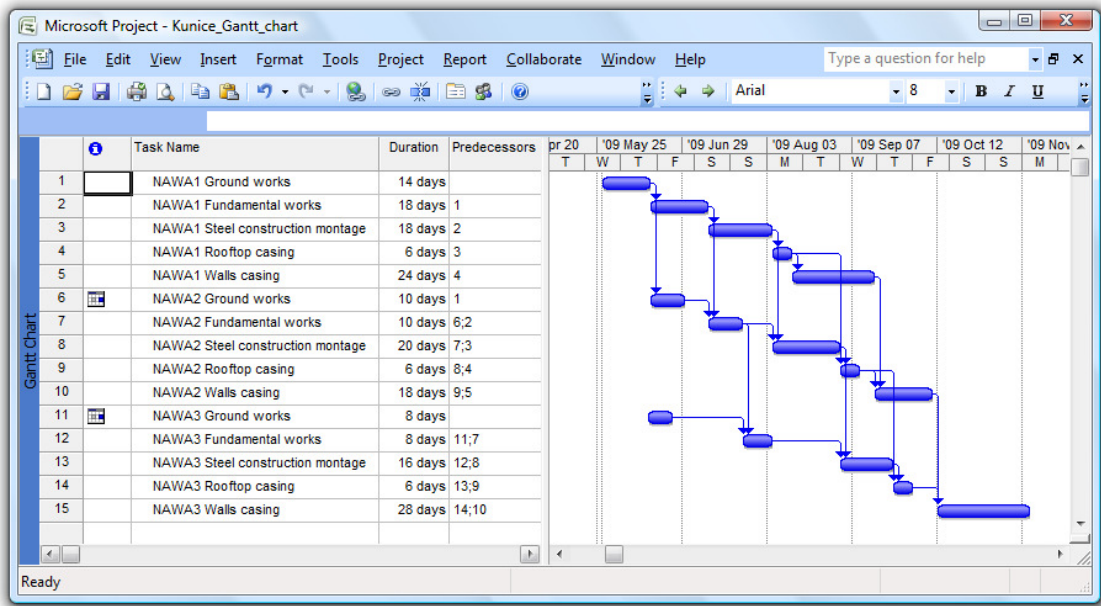 Microsoft Project - Kunice_Gantt_chart
File Edit View Insert Format Tools Project Report Collaborate Window Help Type a question for help
Arial 8 B I U
Task Name Duration Predecessors pr 20 '09 May 25 '09 Jun 29 '09 Aug 03 '09 Sep 07 '09 Oct 12 '09 Nov
T W T F S S M T W T F S S M
1 NAWA1 Ground works 14 days
2 NAWA1 Fundamental works 18 days 1
3 NAWA1 Steel construction montage 18 days 2
4 NAWA1 Rooftop casing 6 days 3
5 NAWA1 Walls casing 24 days 4
6 NAWA2 Ground works 10 days 1
7 NAWA2 Fundamental works 10 days 6;2
8 NAWA2 Steel construction montage 20 days 7;3
9 NAWA2 Rooftop casing 6 days 8;4
10 NAWA2 Walls casing 18 days 9;5
11 NAWA3 Ground works 8 days
12 NAWA3 Fundamental works 8 days 11;7
13 NAWA3 Steel construction montage 16 days 12;8
14 NAWA3 Rooftop casing 6 days 13;9
15 NAWA3 Walls casing 28 days 14;10
Gantt Chart
Ready